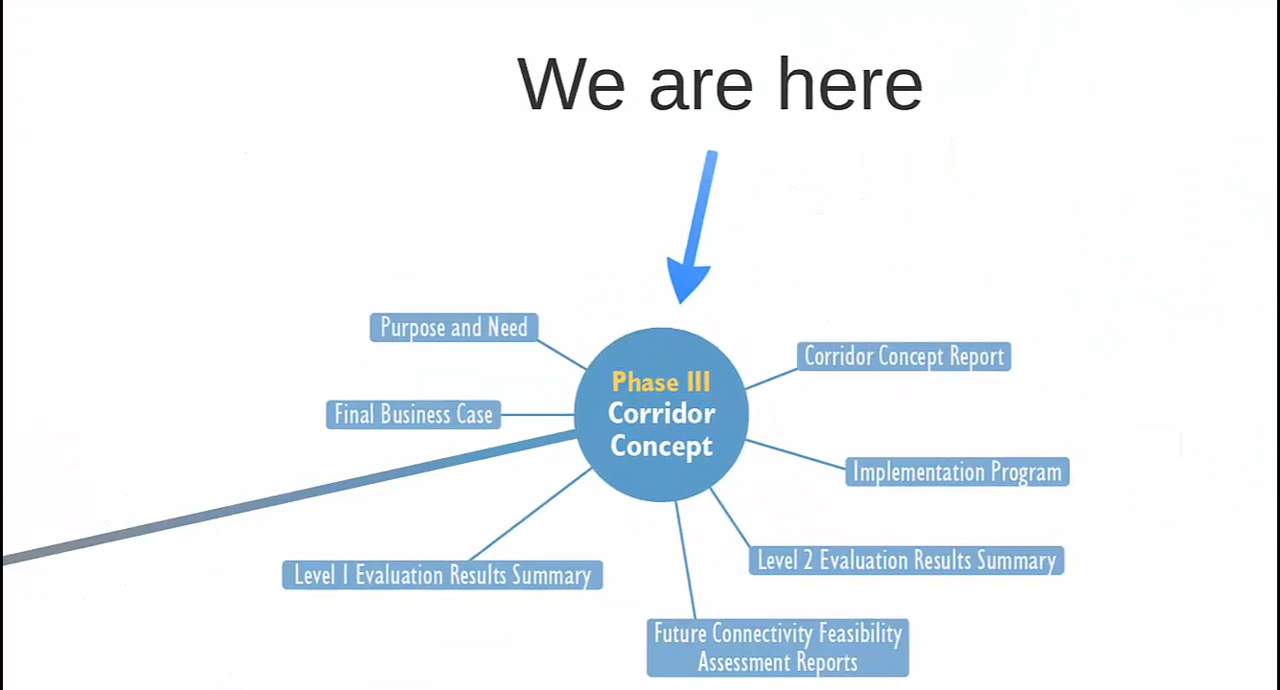 We are here
Purpose and Need
Corridor Concept Report
Phase III
Corridor
Concept
Final Business Case
Implementation Program
Level 2 Evaluation Results Summary
Level 1 Evaluation Results Summary
Future Connectivity Feasibility
Assessment Reports